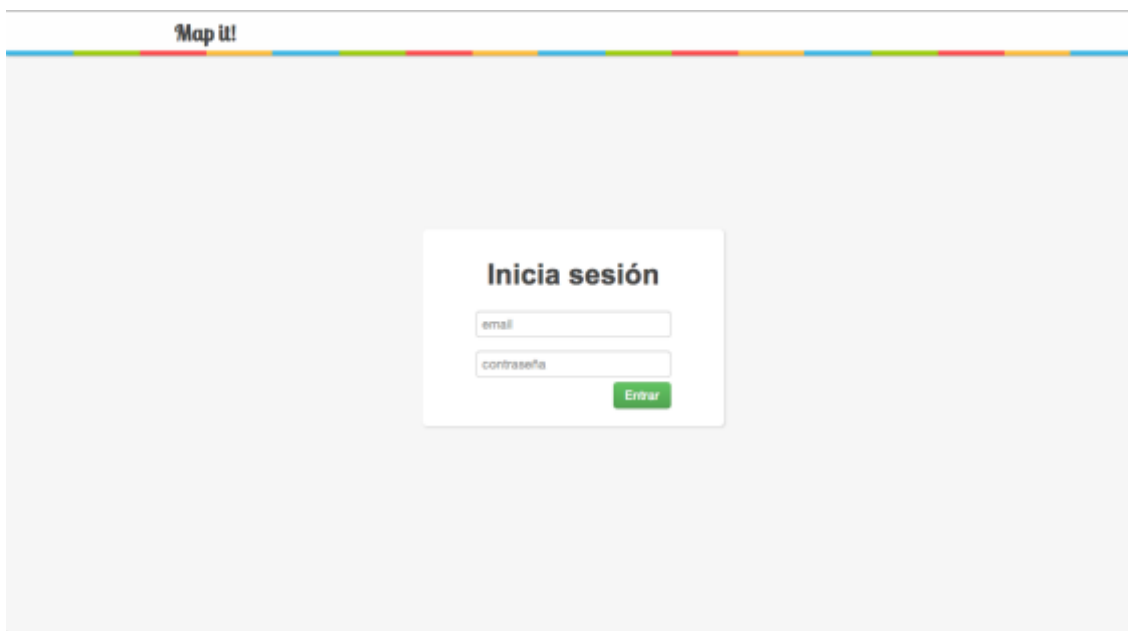 Map it!
Inicia sesión
email
contraseña
Entrar